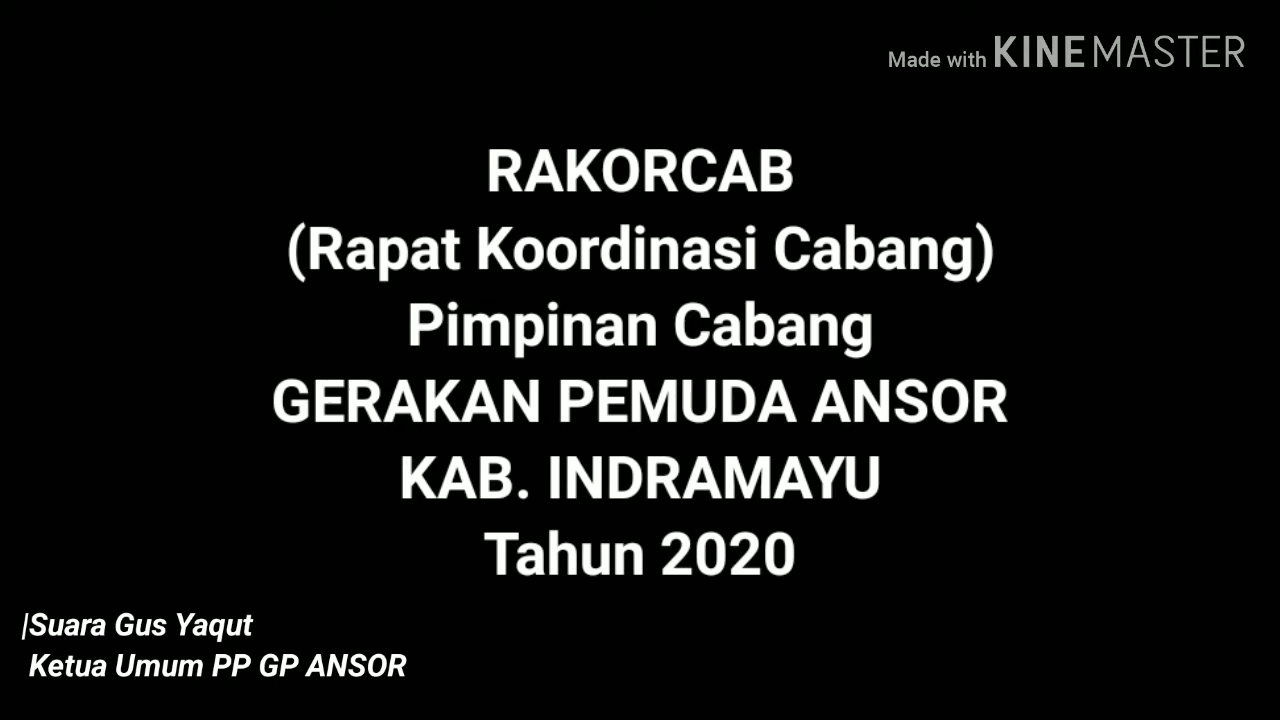 Made with KINEMASTER
RAKORCAB
(Rapat Koordinasi Cabang)
Pimpinan Cabang
GERAKAN PEMUDA ANSOR
KAB. INDRAMAYU
Tahun 2020
|Suara Gus Yaqut
Ketua Umum PP GP ANSOR